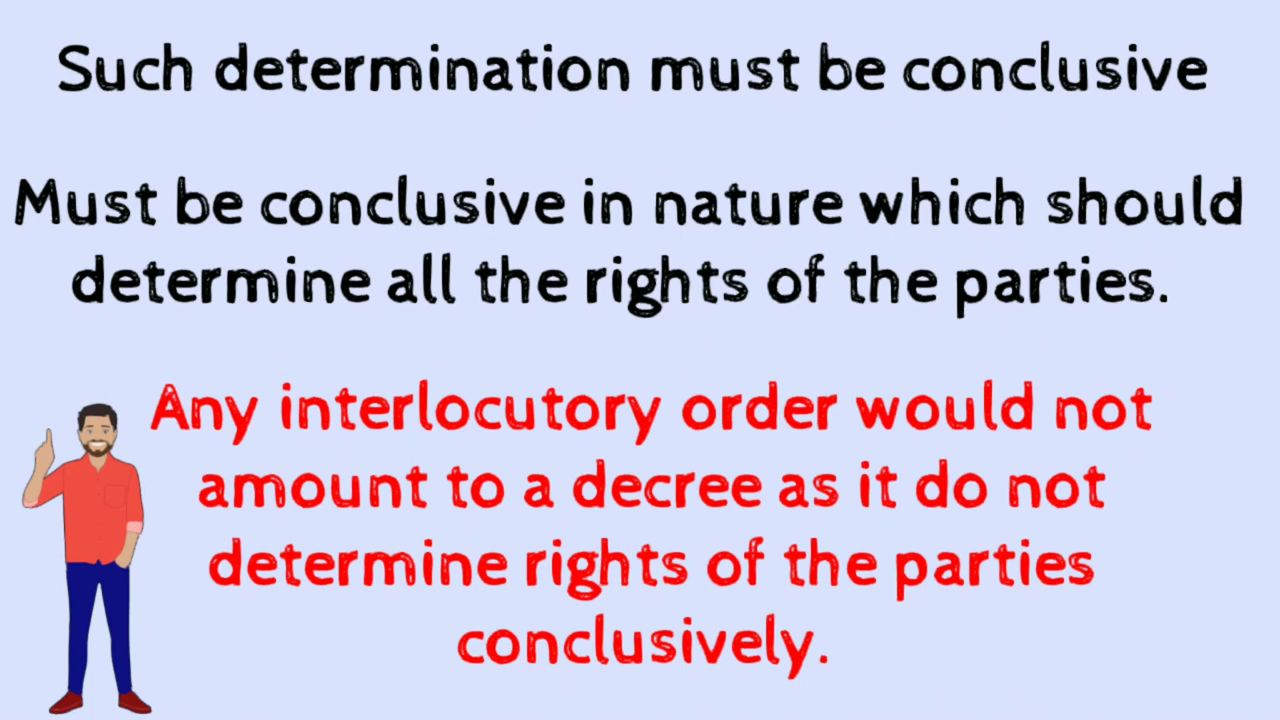 Such determination must be conclusive
Must be conclusive in nature which should
determine all the rights of the parties.
Any interlocutory order would not
amount to a decree as it do not
determine rights of the parties
conclusively.